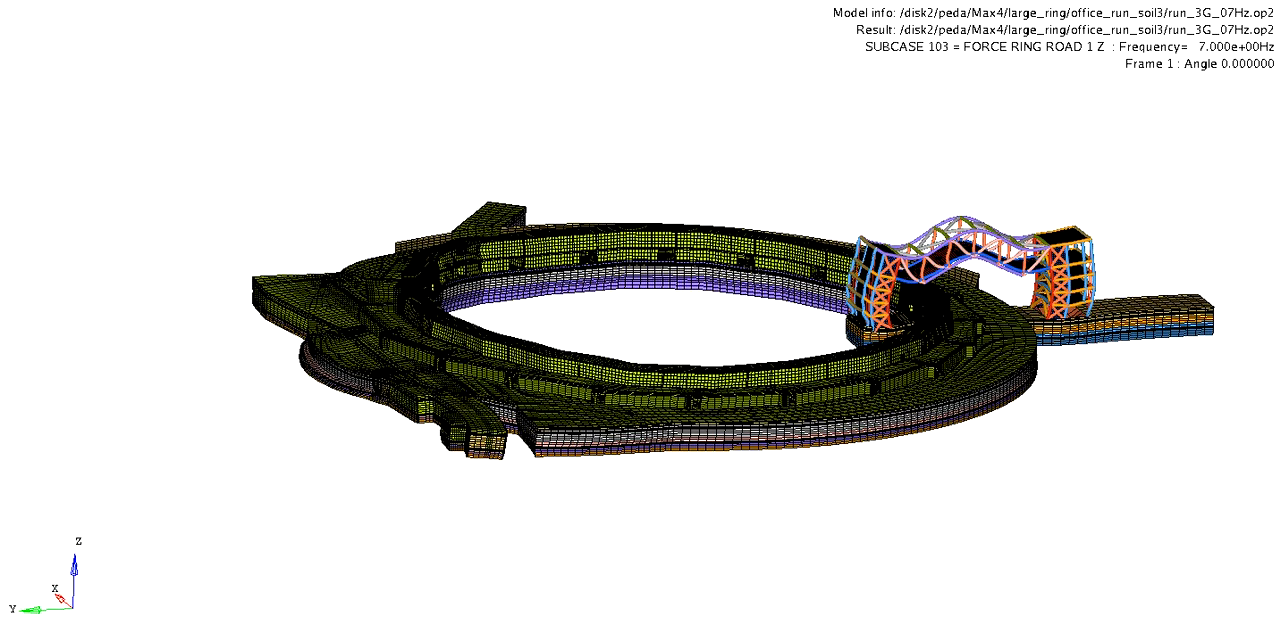 Model info: /disk2/peda/Max4/large_ring/office_run_soil3/run_3G_07Hz.op2
Result: /disk2/peda/Max4/large_ring/office_run_soil3/run_3G_07Hz.op2
SUBCASE 103 = FORCE RING ROAD 1 Z : Frequency= 7.000e+00Hz
Frame 1 : Angle 0.000000
Z
X
Y